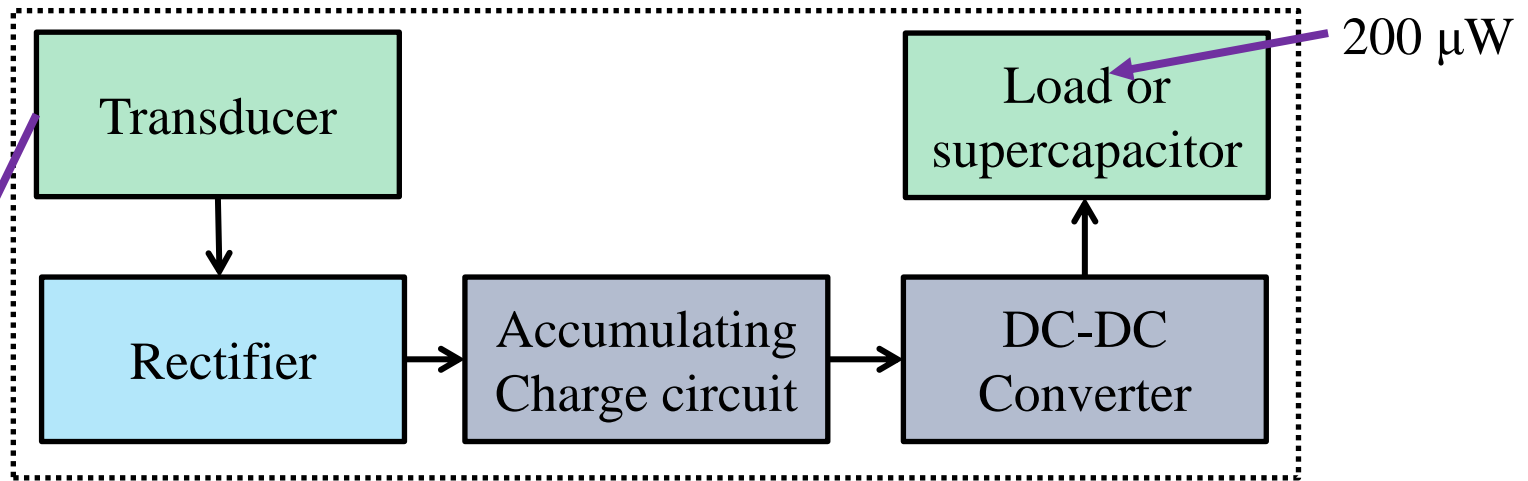 Transducer
Load or
supercapacitor
200 μW
Rectifier
Accumulating
Charge circuit
DC-DC
Converter